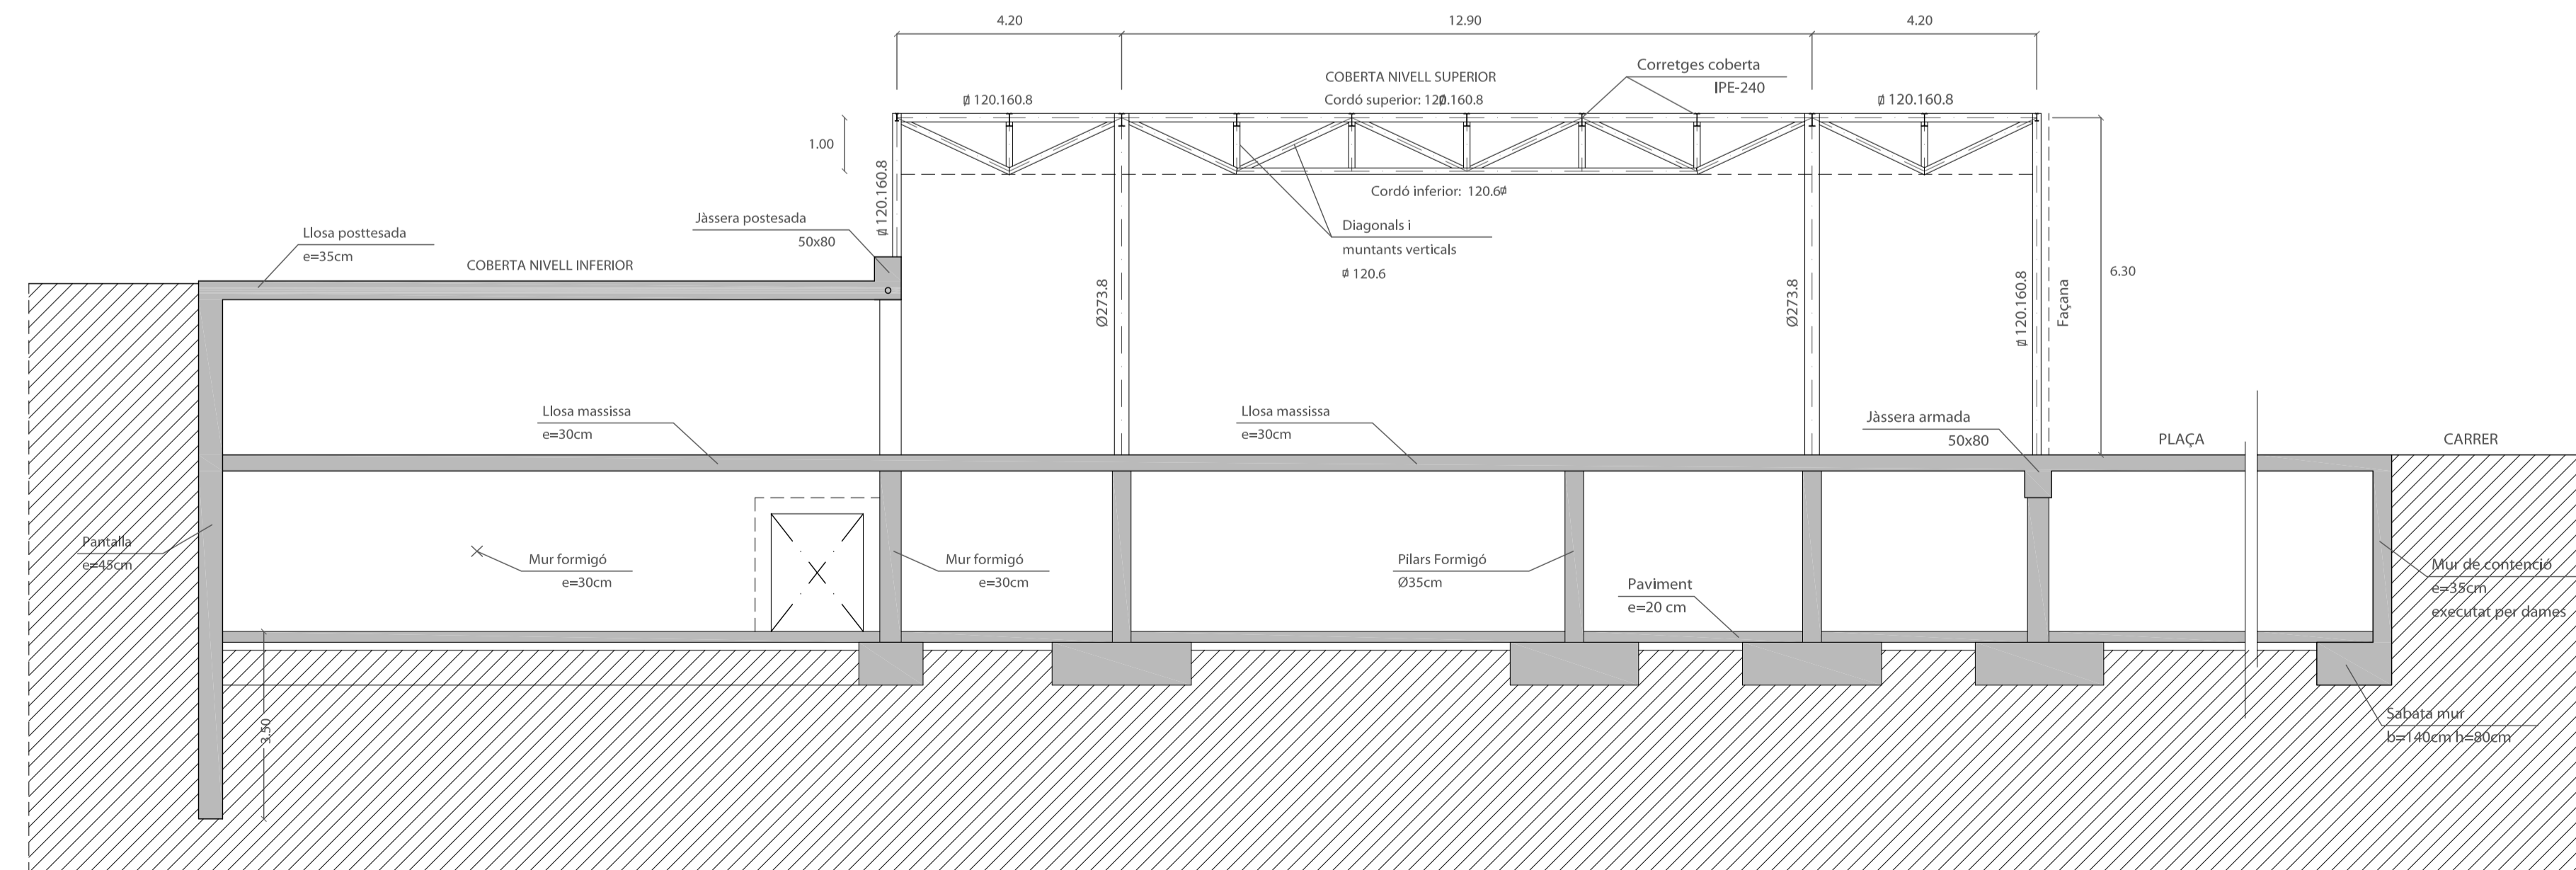 4.20
12.90
4.20
COBERTA NIVELL SUPERIOR
Corretges coberta
IPE-240
120.160.8
Cordó superior: 120.160.8
120.160.8
1.00
120.160.8
Cordó inferior: 120.6
Jàssera postesada
50x80
Diagonals i
muntants verticals
120.6
Llosa posttesada
e=35cm
COBERTA NIVELL INFERIOR
Ø273.8
Ø273.8
120.160.8
Façana
6.30
Llosa massissa
e=30cm
Llosa massissa
e=30cm
Jàssera armada
50x80
PLAÇA
CARRER
Pantalla
e=45cm
Mur formigó
e=30cm
Mur formigó
e=30cm
Pilars Formigó
Ø35cm
Paviment
e=20 cm
Mur de contenció
e=35cm
executat per dames
3.50
Sabata mur
b=140cm h=80cm